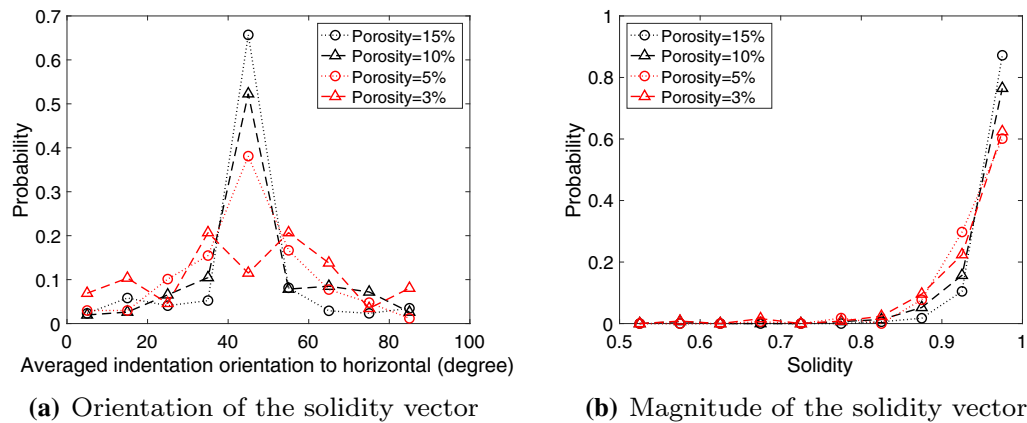 0.7
0.6
0.5
0.4
0.3
0.2
0.1
0
0 20 40 60 80 100
Probability
Averaged indentation orientation to horizontal (degree)
Porosity=15%
Porosity=10%
Porosity=5%
Porosity=3%
(a) Orientation of the solidity vector
1
0.8
0.6
0.4
0.2
0
0.5 0.6 0.7 0.8 0.9 1
Probability
Solidity
Porosity=15%
Porosity=10%
Porosity=5%
Porosity=3%
(b) Magnitude of the solidity vector